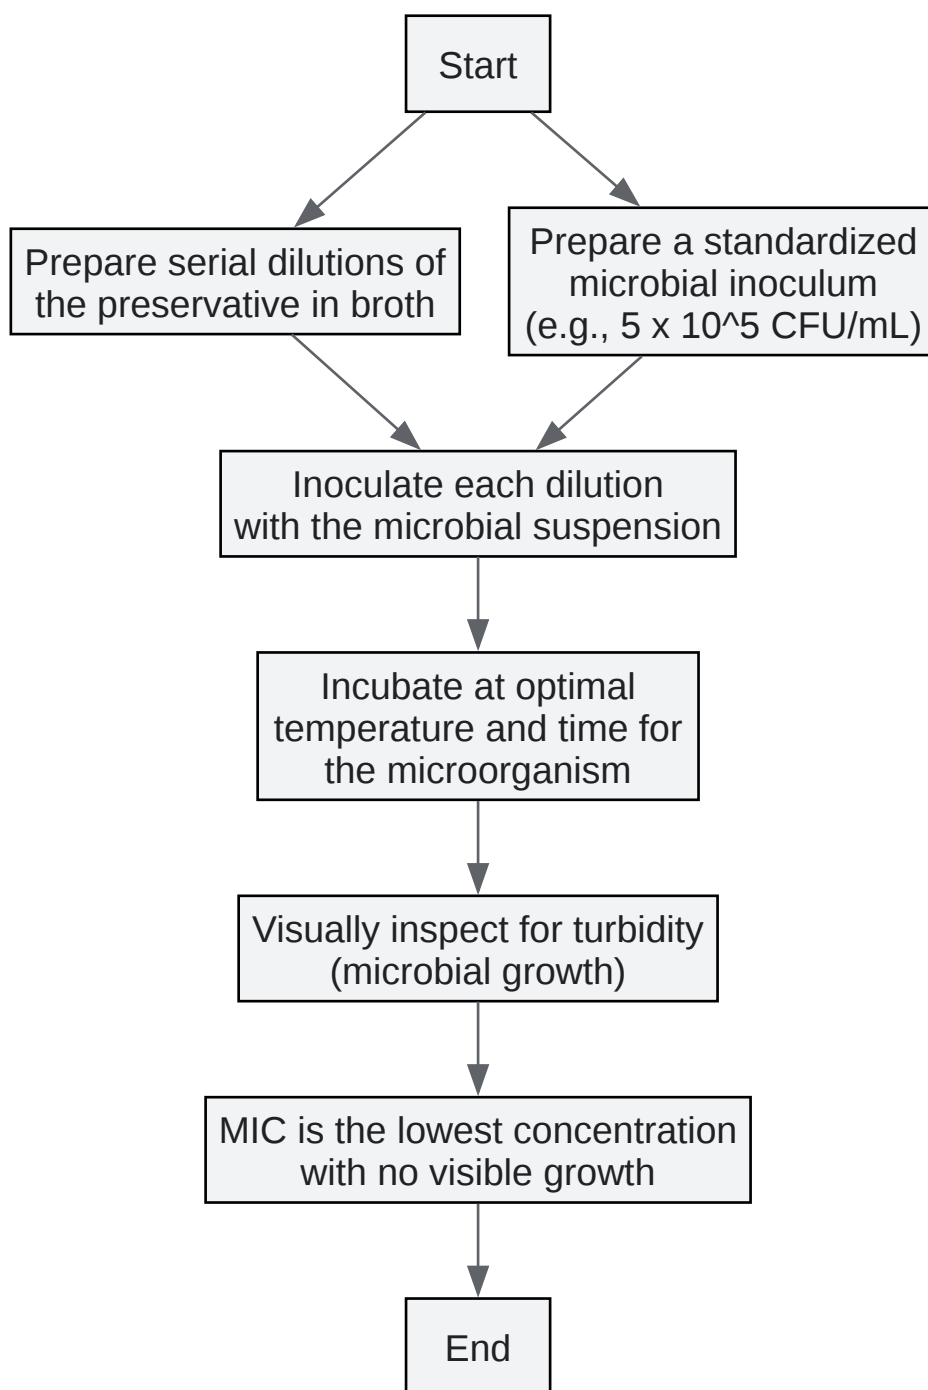 Start
Prepare serial dilutions of
the preservative in broth
Prepare a standardized
microbial inoculum
(e.g., 5 x 10^5 CFU/mL)
Inoculate each dilution
with the microbial suspension
Incubate at optimal
temperature and time for
the microorganism
Visually inspect for turbidity
(microbial growth)
MIC is the lowest concentration
with no visible growth
End